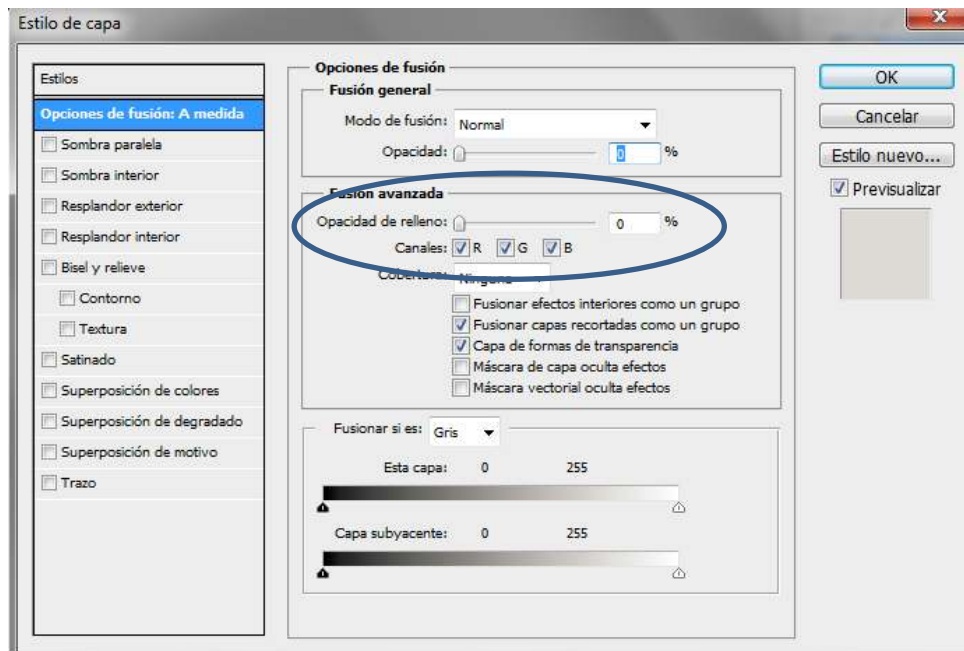 Estilo de capa
Estilos
Opciones de fusión: A medida
Sombra paralela
Sombra interior
Resplandor exterior
Resplandor interior
Bisel y relieve
Contorno
Textura
Satinado
Superposición de colores
Superposición de degradado
Superposición de motivo
Trazo
Opciones de fusión
Fusión general
Modo de fusión: Normal
Opacidad: 0 %
Fusión avanzada
Opacidad de relleno: 0 %
Canales: R G B
Cobertura: Ninguna
Fusionar efectos interiores como un grupo
Fusionar capas recortadas como un grupo
Capa de formas de transparencia
Máscara de capa oculta efectos
Máscara vectorial oculta efectos
Fusionar si es: Gris
Esta capa: 0 255
Capa subyacente: 0 255
OK
Cancelar
Estilo nuevo...
Previsualizar